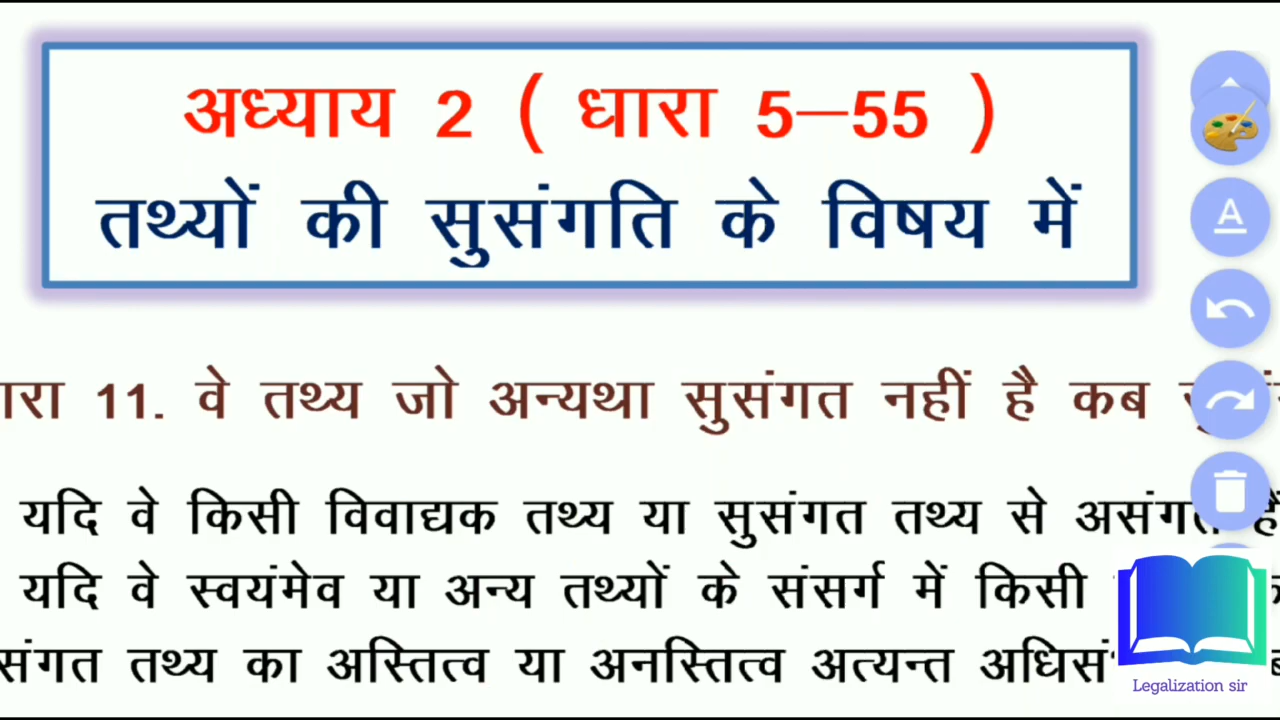 अध्याय 2 ( धारा 5–55 )
तथ्यों की सुसंगति के विषय में
A
11. वे तथ्य जो अन्यथा सुसंगत नहीं है कब
यदि वे किसी विवाद्यक तथ्य या सुसंगत तथ्य से असंगत हैं
यदि वे स्वयंमेव या अन्य तथ्यों के संसर्ग में किसी
तथ्य का अस्तित्व या अनस्तित्व अत्यन्त
Legalization sir